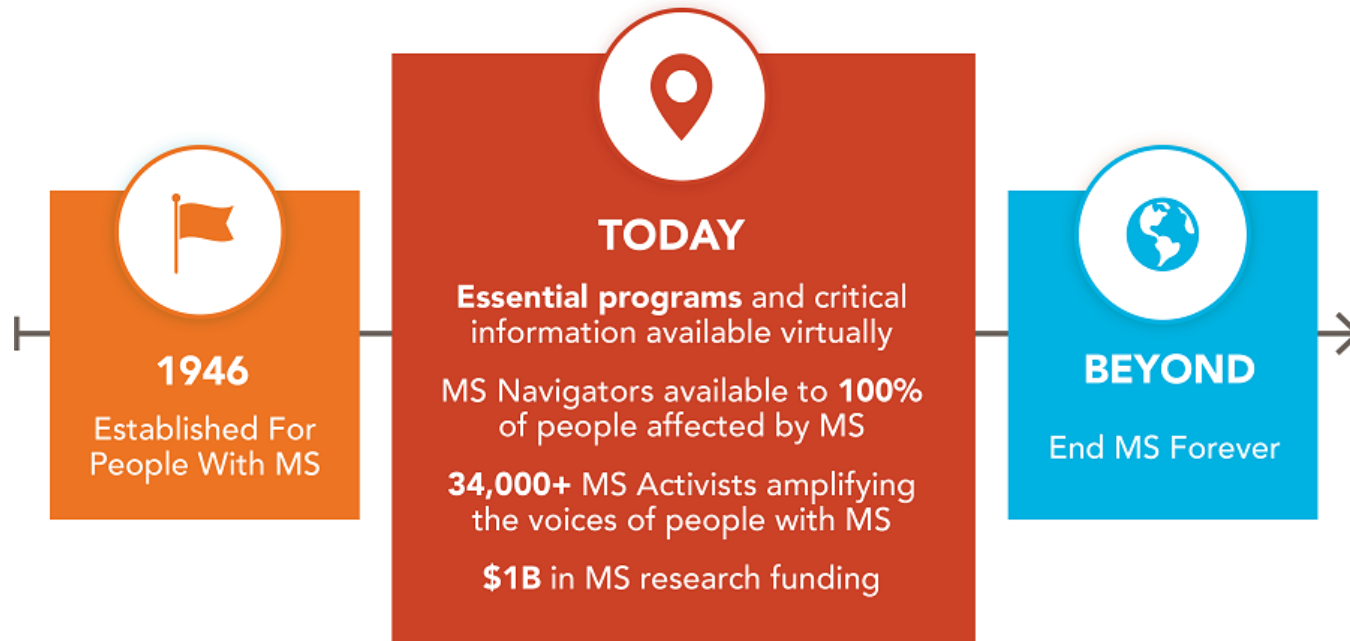 1946
Established For
People With MS
TODAY
Essential programs and critical
information available virtually
MS Navigators available to 100%
of people affected by MS
34,000+ MS Activists amplifying
the voices of people with MS
$1B in MS research funding
BEYOND
End MS Forever